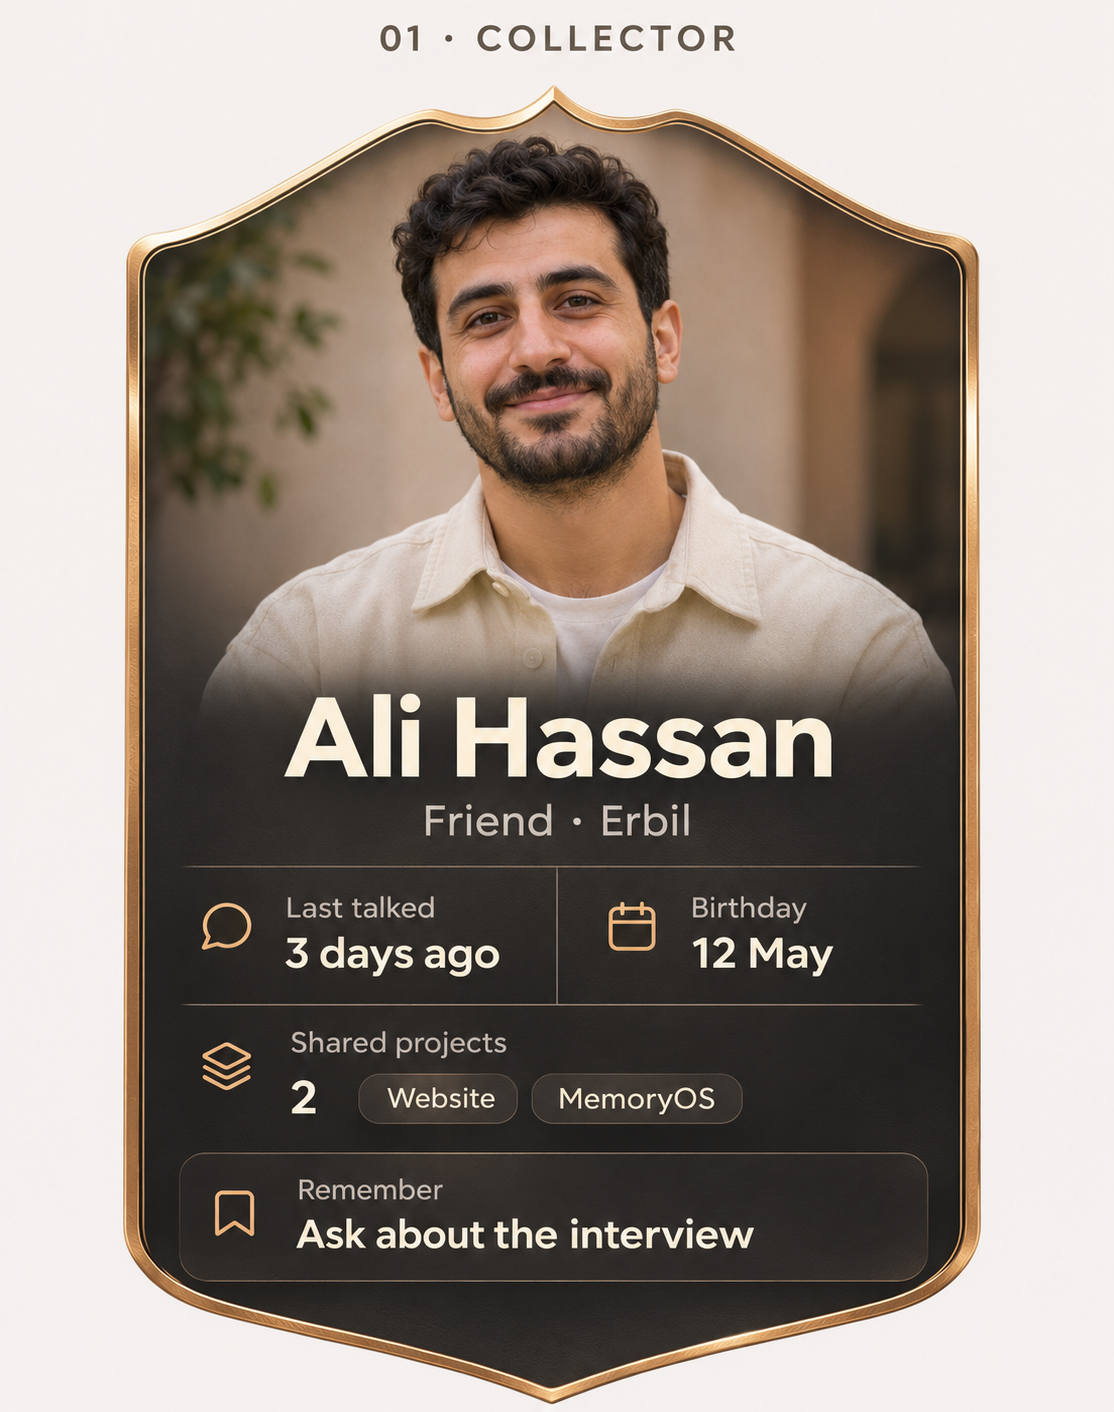 01 · COLLECTOR
Ali Hassan
Friend · Erbil
Last talked
3 days ago
Birthday
12 May
Shared projects
2 Website MemoryOS
Remember
Ask about the interview